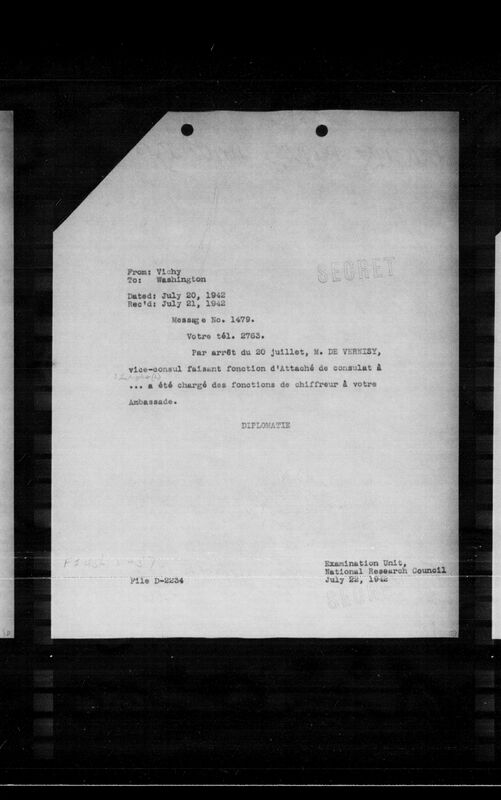 From: Vichy
To: Washington
SECRET
Dated: July 20, 1942
Rec'd: July 21, 1942
Message No. 1479.
Votre tél. 2763.
Par arrêt du 20 juillet, M. DE VERNISY,
vice-consul faisant fonction d'Attaché de consulat à
... a été chargé des fonctions de chiffreur à votre
Ambassade.
DIPLOMATIE
Examination Unit,
National Research Council
File D-2234
July 22, 1942